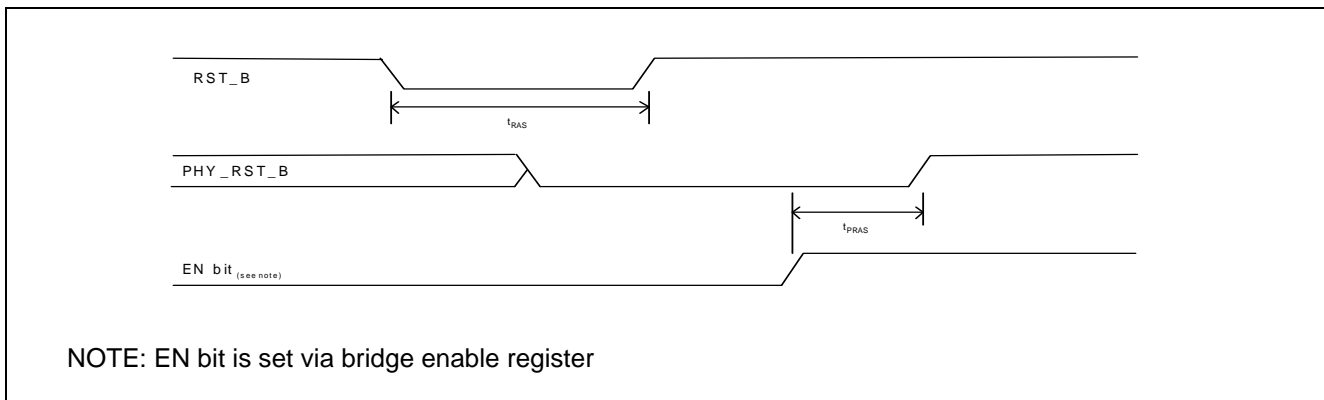 RST_B
tRAS
PHY_RST_B
tPRAS
EN bit (see note)
NOTE: EN bit is set via bridge enable register